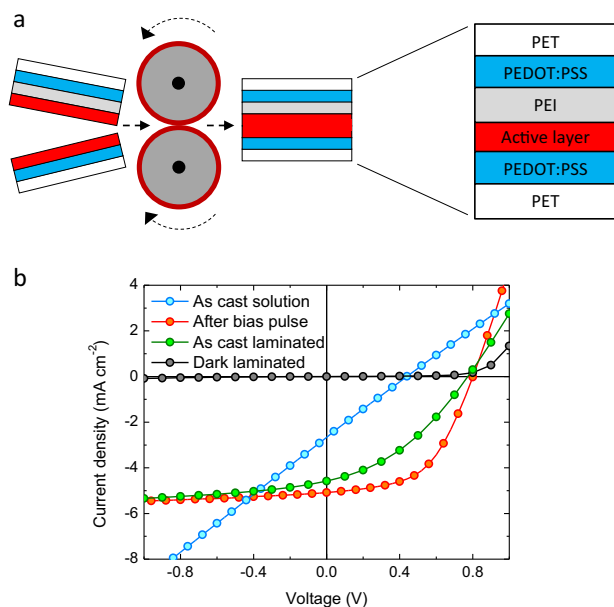 a
PET
PEDOT:PSS
PEI
Active layer
PEDOT:PSS
PET
b
4
2
0
-2
-4
-6
-8
Current density (mA cm⁻²)
As cast solution
After bias pulse
As cast laminated
Dark laminated
-0.8 -0.4 0.0 0.4 0.8
Voltage (V)